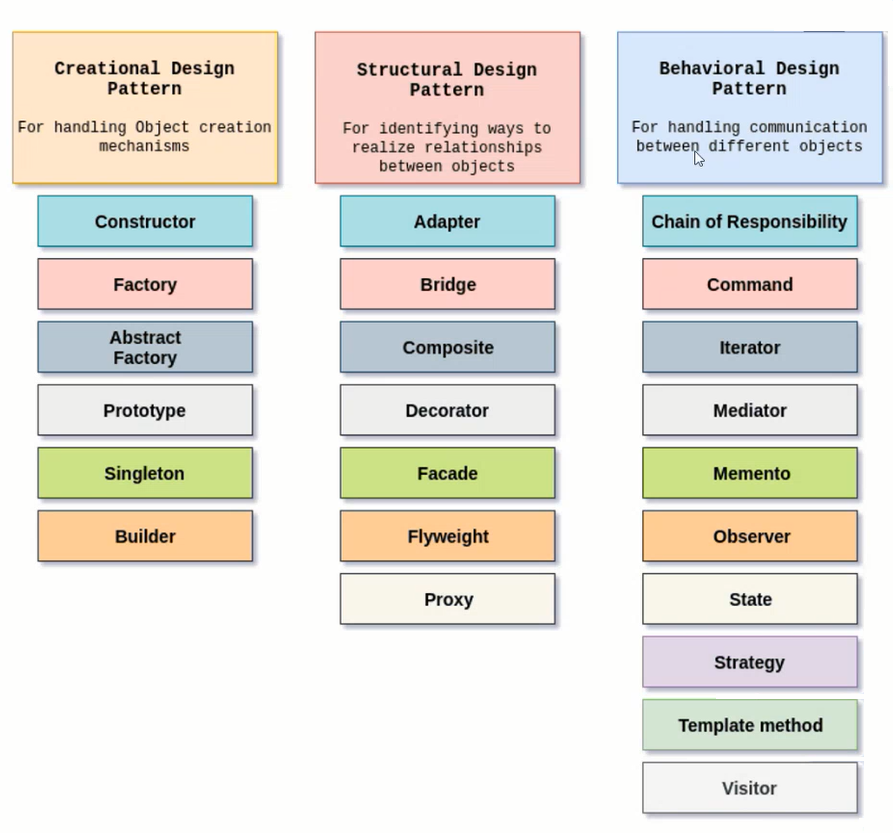 Creational Design
Pattern
For handling Object creation
mechanisms
Constructor
Factory
Abstract
Factory
Prototype
Singleton
Builder
Structural Design
Pattern
For identifying ways to
realize relationships
between objects
Adapter
Bridge
Composite
Decorator
Facade
Flyweight
Proxy
Behavioral Design
Pattern
For handling communication
between different objects
Chain of Responsibility
Command
Iterator
Mediator
Memento
Observer
State
Strategy
Template method
Visitor